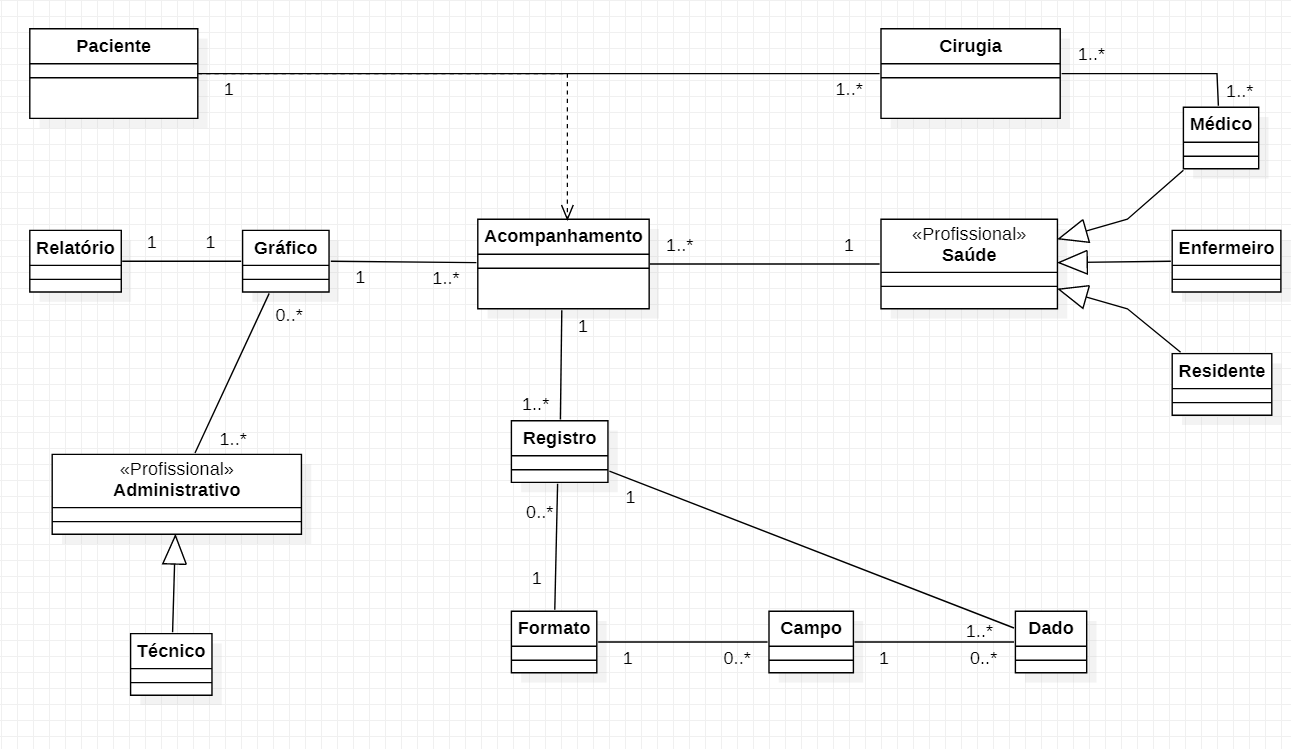 Paciente
Cirugia
1..*
1
1..*
1..*
Médico
Relatório
1
1
Gráfico
Acompanhamento
1..*
1
«Profissional»
Saúde
Enfermeiro
1
1..*
0..*
1
Residente
1..*
1..*
Registro
«Profissional»
Administrativo
1
0..*
1
Formato
Campo
1..*
Dado
1
0..*
1
0..*
Técnico